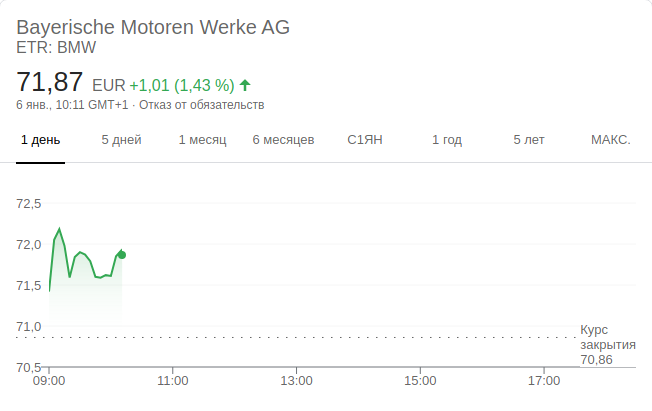 Bayerische Motoren Werke AG
ETR: BMW
71,87 EUR +1,01 (1,43 %)
6 янв., 10:11 GMT+1 · Отказ от обязательств
1 день 5 дней 1 месяц 6 месяцев С1ЯН 1 год 5 лет МАКС.
72,5
72,0
71,5
71,0
Курс
закрытия
70,86
70,5
09:00 11:00 13:00 15:00 17:00